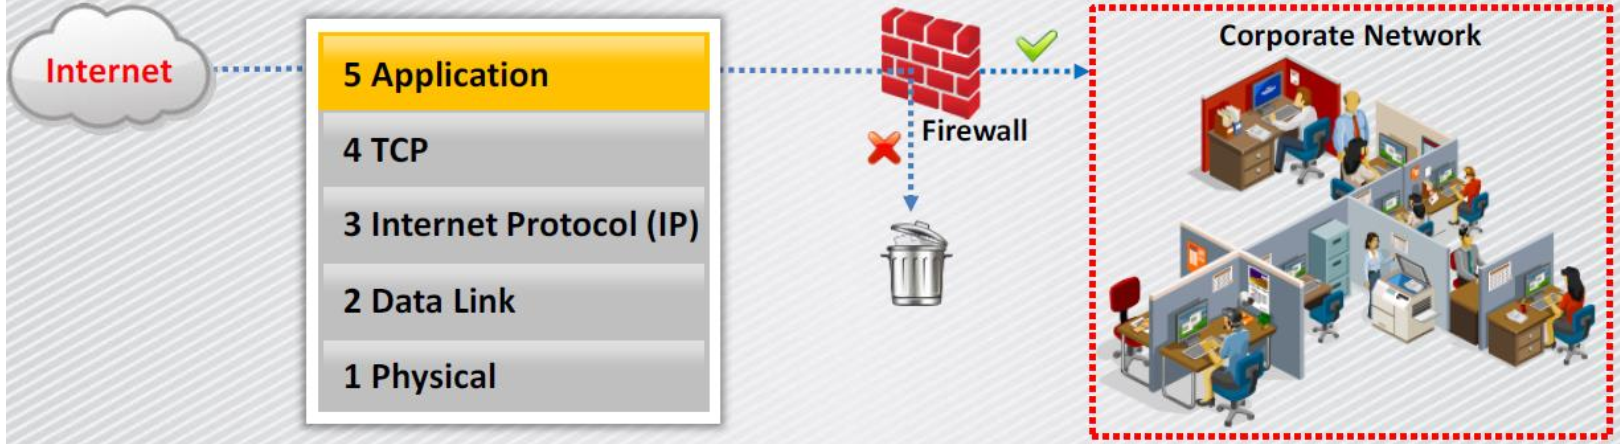 Internet
5 Application
4 TCP
3 Internet Protocol (IP)
2 Data Link
1 Physical
Firewall
Corporate Network